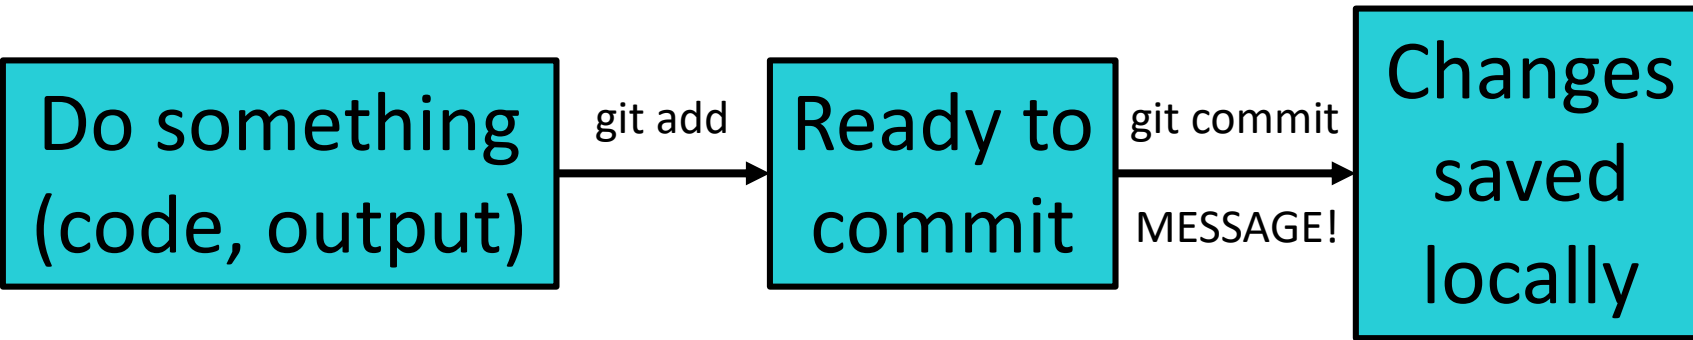 Do something
(code, output)
git add
Ready to
commit
git commit
MESSAGE!
Changes
saved
locally